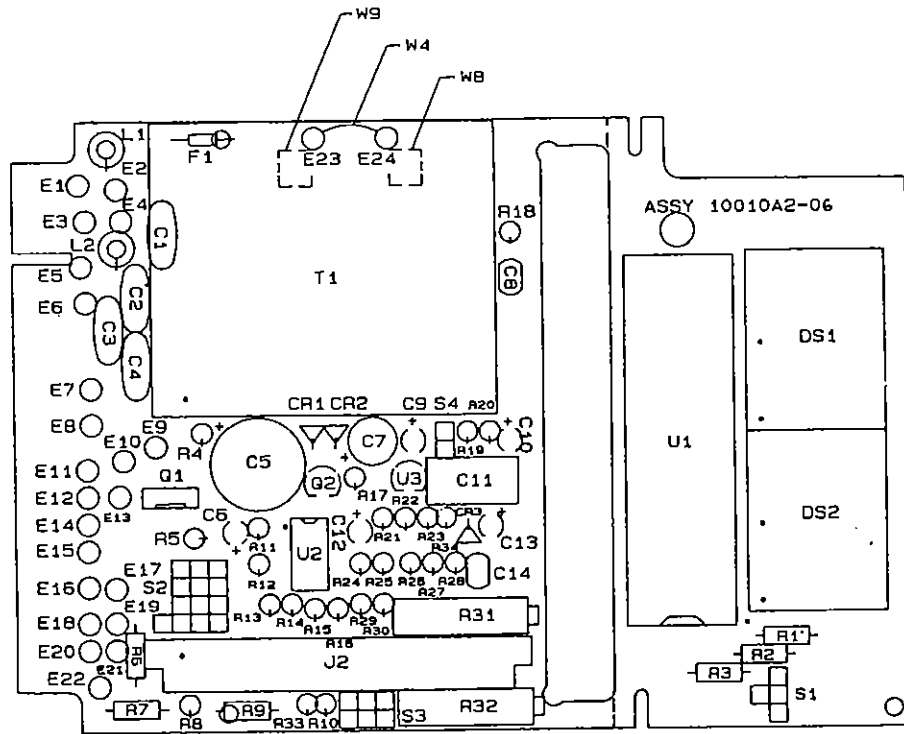 W9
W4
W8
L1
F1
E23 E24
E2
E1
E4
E3
R18
ASSY 10010A2-06
L2
C1
E5
T1
C8
C2
E6
C3
DS1
C4
E7
CR1 CR2 C9 S4 R20
E8
E9
R4
C7
C10
E10
R19
U1
C5
E11
Q1
Q2
U3
C11
R17
E12
E13
R22
DS2
C6
CR3
E14
R5
R11
C12
R21 R23
R34
C13
E15
U2
E17
R12
R24 R25 R26 R28
C14
E16
S2
R27
E19
R13 R14
R15
R29
R31
E18
R30
R1
R16
E20
E21
R6
J2
R2
E22
R3
S1
R7
R8
R9
R33 R10
S3
R32